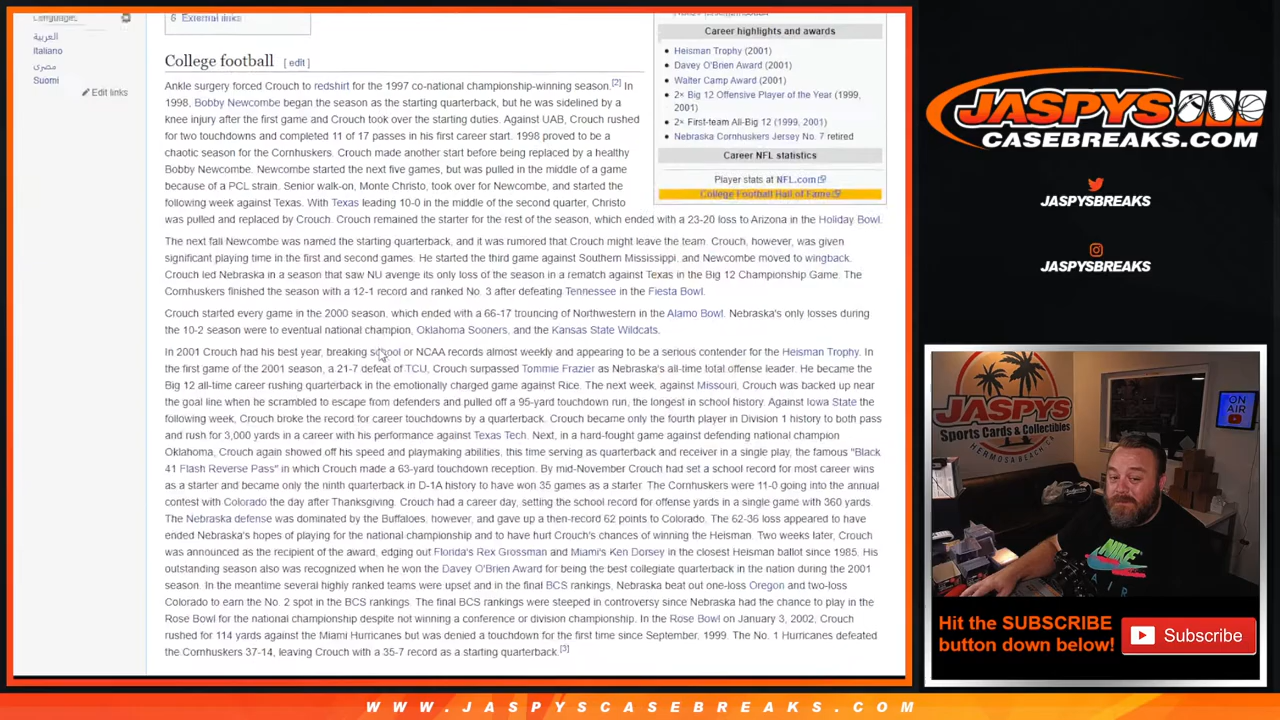 Languages
العربية
Italiano
مصرى
Suomi
Edit links
6 External links
College football [ edit ]
Ankle surgery forced Crouch to redshirt for the 1997 co-national championship-winning season.[2] In
1998, Bobby Newcombe began the season as the starting quarterback, but he was sidelined by a
knee injury after the first game and Crouch took over the starting duties. Against UAB, Crouch rushed
for two touchdowns and completed 11 of 17 passes in his first career start. 1998 proved to be a
chaotic season for the Cornhuskers. Crouch made another start before being replaced by a healthy
Bobby Newcombe. Newcombe started the next five games, but was pulled in the middle of a game
because of a PCL strain. Senior walk-on, Monte Christo, took over for Newcombe, and started the
following week against Texas. With Texas leading 10-0 in the middle of the second quarter, Christo
was pulled and replaced by Crouch. Crouch remained the starter for the rest of the season, which ended with a 23-20 loss to Arizona in the Holiday Bowl.
The next fall Newcombe was named the starting quarterback, and it was rumored that Crouch might leave the team. Crouch, however, was given
significant playing time in the first and second games. He started the third game against Southern Mississippi, and Newcombe moved to wingback.
Crouch led Nebraska in a season that saw NU avenge its only loss of the season in a rematch against Texas in the Big 12 Championship Game. The
Cornhuskers finished the season with a 12-1 record and ranked No. 3 after defeating Tennessee in the Fiesta Bowl.
Crouch started every game in the 2000 season, which ended with a 66-17 trouncing of Northwestern in the Alamo Bowl. Nebraska's only losses during
the 10-2 season were to eventual national champion, Oklahoma Sooners, and the Kansas State Wildcats.
In 2001 Crouch had his best year, breaking school or NCAA records almost weekly and appearing to be a serious contender for the Heisman Trophy. In
the first game of the 2001 season, a 21-7 defeat of TCU, Crouch surpassed Tommie Frazier as Nebraska's all-time total offense leader. He became the
Big 12 all-time career rushing quarterback in the emotionally charged game against Rice. The next week, against Missouri, Crouch was backed up near
the goal line when he scrambled to escape from defenders and pulled off a 95-yard touchdown run, the longest in school history. Against Iowa State the
following week, Crouch broke the record for career touchdowns by a quarterback. Crouch became only the fourth player in Division 1 history to both pass
and rush for 3,000 yards in a career with his performance against Texas Tech. Next, in a hard-fought game against defending national champion
Oklahoma, Crouch again showed off his speed and playmaking abilities, this time serving as quarterback and receiver in a single play, the famous "Black
41 Flash Reverse Pass" in which Crouch made a 63-yard touchdown reception. By mid-November Crouch had set a school record for most career wins
as a starter and became only the ninth quarterback in D-1A history to have won 35 games as a starter. The Cornhuskers were 11-0 going into the annual
contest with Colorado the day after Thanksgiving. Crouch had a career day, setting the school record for offense yards in a single game with 360 yards.
The Nebraska defense was dominated by the Buffaloes, however, and gave up a then-record 62 points to Colorado. The 62-36 loss appeared to have
ended Nebraska's hopes of playing for the national championship and to have hurt Crouch's chances of winning the Heisman. Two weeks later, Crouch
was announced as the recipient of the award, edging out Florida's Rex Grossman and Miami's Ken Dorsey in the closest Heisman ballot since 1985. His
outstanding season also was recognized when he won the Davey O'Brien Award for being the best collegiate quarterback in the nation during the 2001
season. In the meantime several highly ranked teams were upset and in the final BCS rankings, Nebraska beat out one-loss Oregon and two-loss
Colorado to earn the No. 2 spot in the BCS rankings. The final BCS rankings were steeped in controversy since Nebraska had the chance to play in the
Rose Bowl for the national championship despite not winning a conference or division championship. In the Rose Bowl on January 3, 2002, Crouch
rushed for 114 yards against the Miami Hurricanes but was denied a touchdown for the first time since September, 1999. The No. 1 Hurricanes defeated
the Cornhuskers 37-14, leaving Crouch with a 35-7 record as a starting quarterback.[3]
Career highlights and awards
Heisman Trophy (2001)
Davey O'Brien Award (2001)
Walter Camp Award (2001)
2× Big 12 Offensive Player of the Year (1999,
2001)
2× First-team All-Big 12 (1999, 2001)
Nebraska Cornhuskers Jersey No. 7 retired
Career NFL statistics
Player stats at NFL.com
College Football Hall of Fame
JASPYS
CASEBREAKS.COM
JASPYSBREAKS
JASPYSBREAKS
JASPYS
Sports Cards & Collectibles
HERMOSA BEACH
ON
AIR
NIKE
AIR
Hit the SUBSCRIBE
button down below!
Subscribe
WWW.JASPYSCASEBREAKS.COM